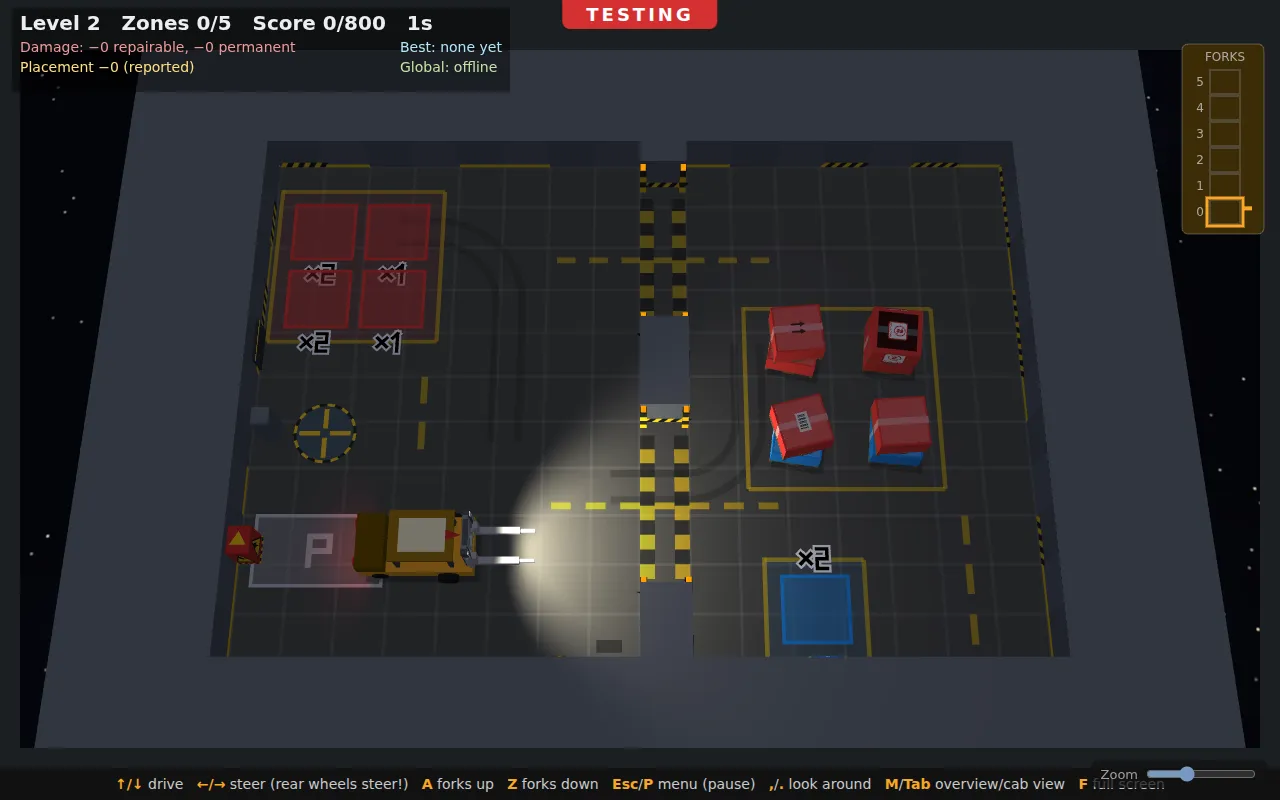 TESTING
Level 2 Zones 0/5 Score 0/800 1s
Damage: −0 repairable, −0 permanent Best: none yet
Placement −0 (reported) Global: offline
FORKS
5
4
3
2
1
0
×2 ×1
×2 ×1
P
×2
↑/↓ drive ←/→ steer (rear wheels steer!) A forks up Z forks down Esc/P menu (pause) ,/. look around M/Tab overview/cab view F full screen
Zoom